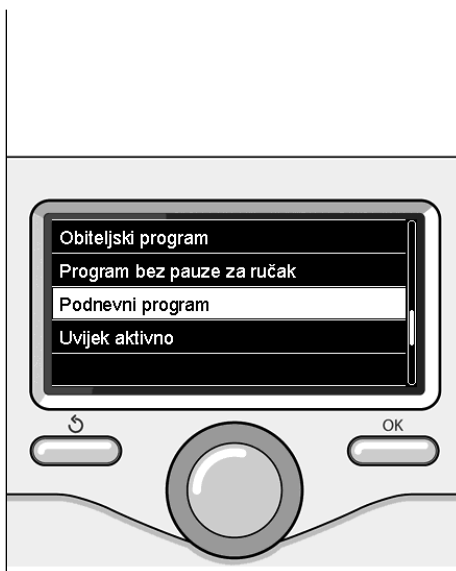 Obiteljski program
Program bez pauze za ručak
Podnevni program
Uvijek aktivno
OK